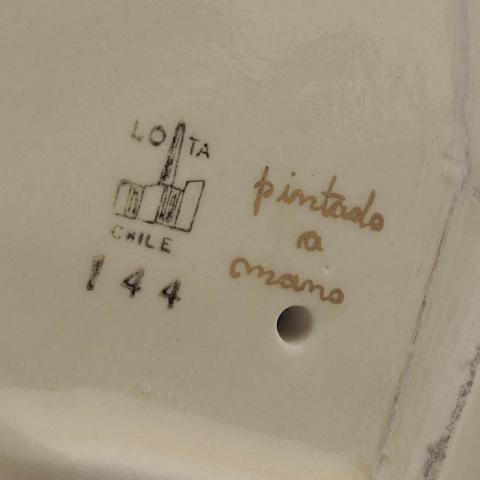 LOTA
CHILE
144
pintado
a
mano